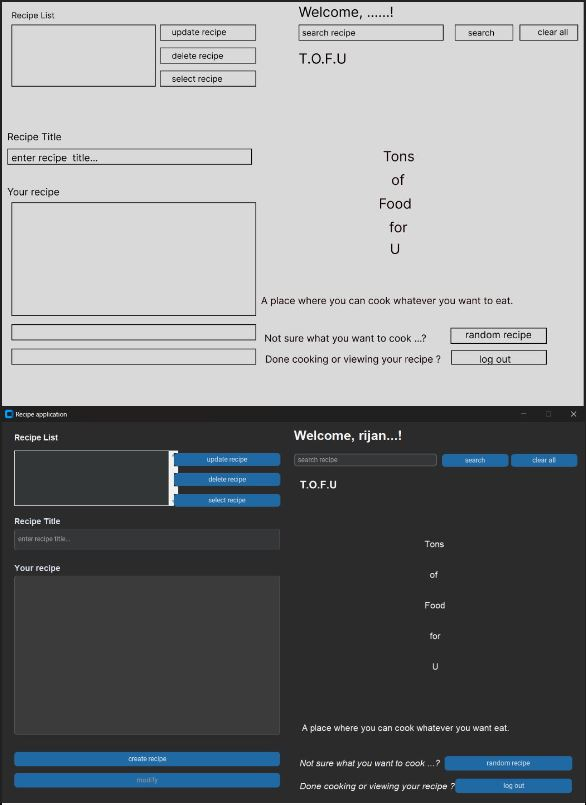 Recipe List
update recipe
delete recipe
select recipe
Recipe Title
enter recipe title...
Your recipe
Welcome, ......!
search recipe
search
clear all
T.O.F.U
Tons
of
Food
for
U
A place where you can cook whatever you want to eat.
Not sure what you want to cook ...?
random recipe
Done cooking or viewing your recipe ?
log out
Recipe application
Recipe List
update recipe
delete recipe
select recipe
Recipe Title
enter recipe title...
Your recipe
create recipe
modify
Welcome, rijan...!
search recipe
search
clear all
T.O.F.U
Tons
of
Food
for
U
A place where you can cook whatever you want eat.
Not sure what you want to cook ...?
random recipe
Done cooking or viewing your recipe ?
log out